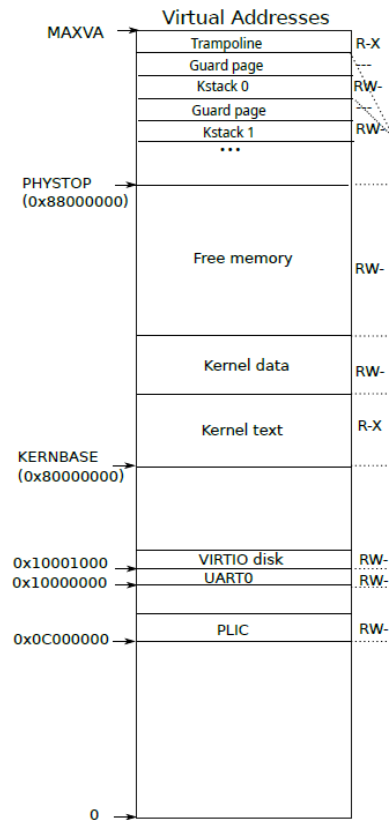 Virtual Addresses
MAXVA
Trampoline R-X
Guard page ---
Kstack 0 RW-
Guard page ---
Kstack 1 RW-
...
PHYSTOP
(0x88000000)
Free memory RW-
Kernel data RW-
Kernel text R-X
KERNBASE
(0x80000000)
VIRTIO disk RW-
0x10001000
UART0 RW-
0x10000000
PLIC RW-
0x0C000000
0